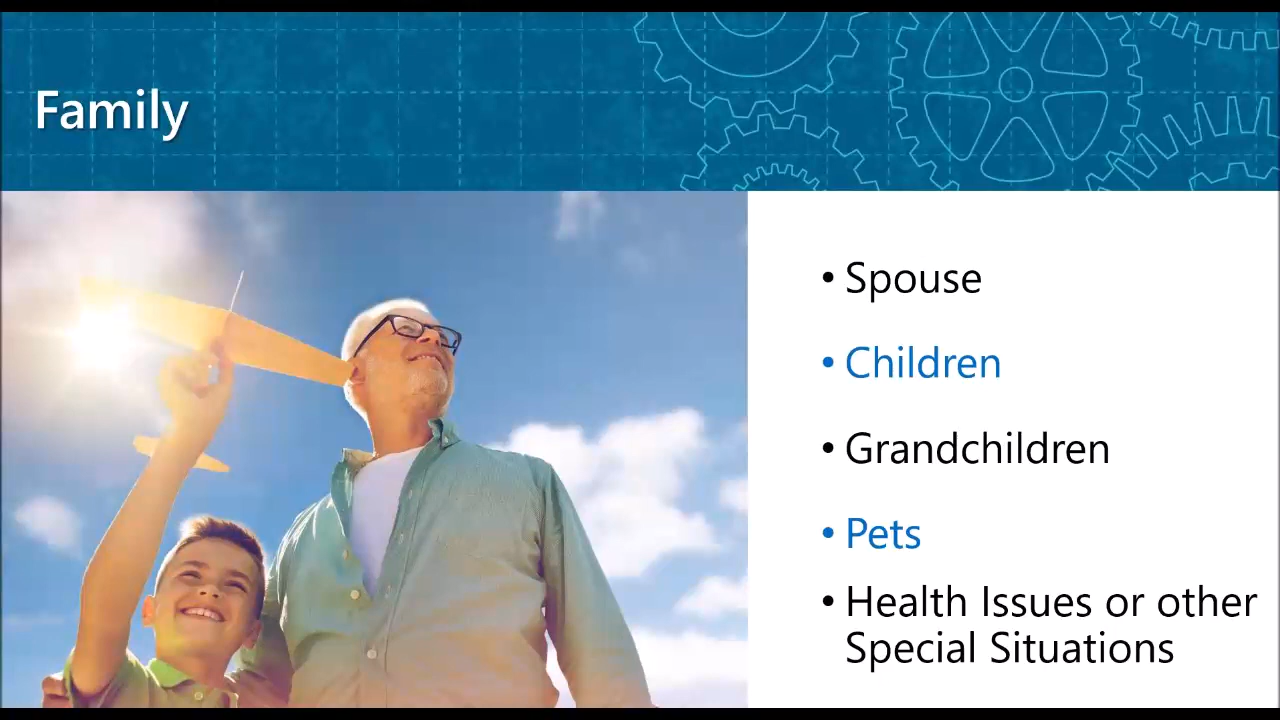 Family
• Spouse
• Children
• Grandchildren
• Pets
• Health Issues or other
Special Situations